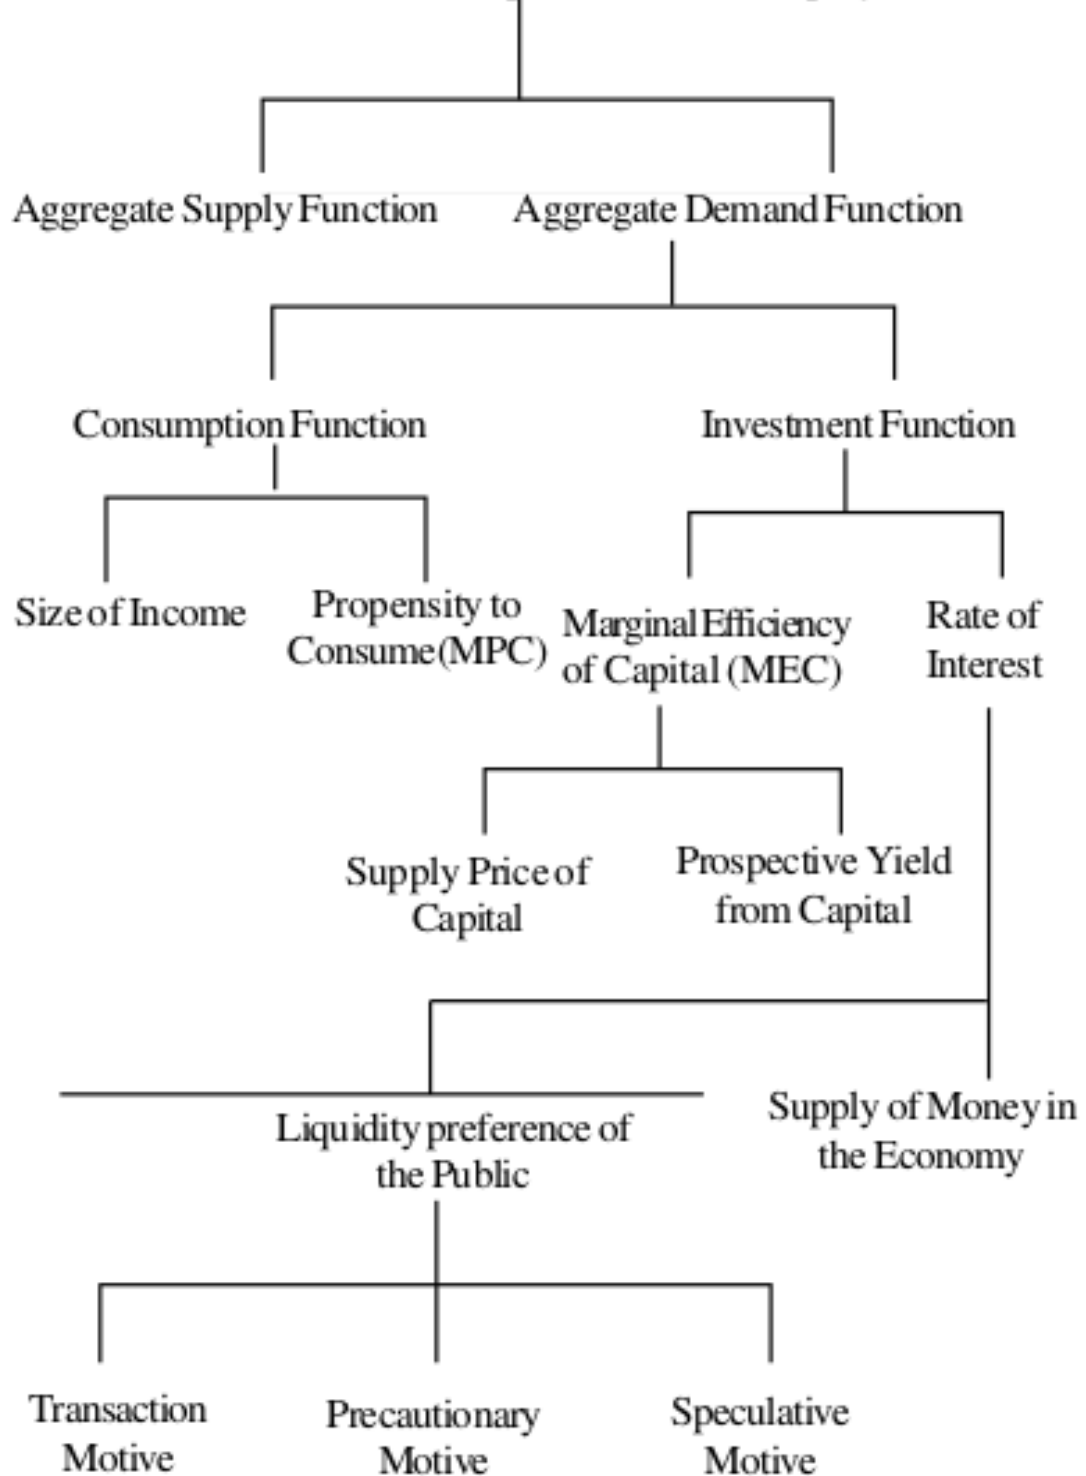 Aggregate Supply Function
Aggregate Demand Function
Consumption Function
Investment Function
Size of Income
Propensity to
Consume (MPC)
Marginal Efficiency
of Capital (MEC)
Rate of
Interest
Supply Price of
Capital
Prospective Yield
from Capital
Liquidity preference of
the Public
Supply of Money in
the Economy
Transaction
Motive
Precautionary
Motive
Speculative
Motive